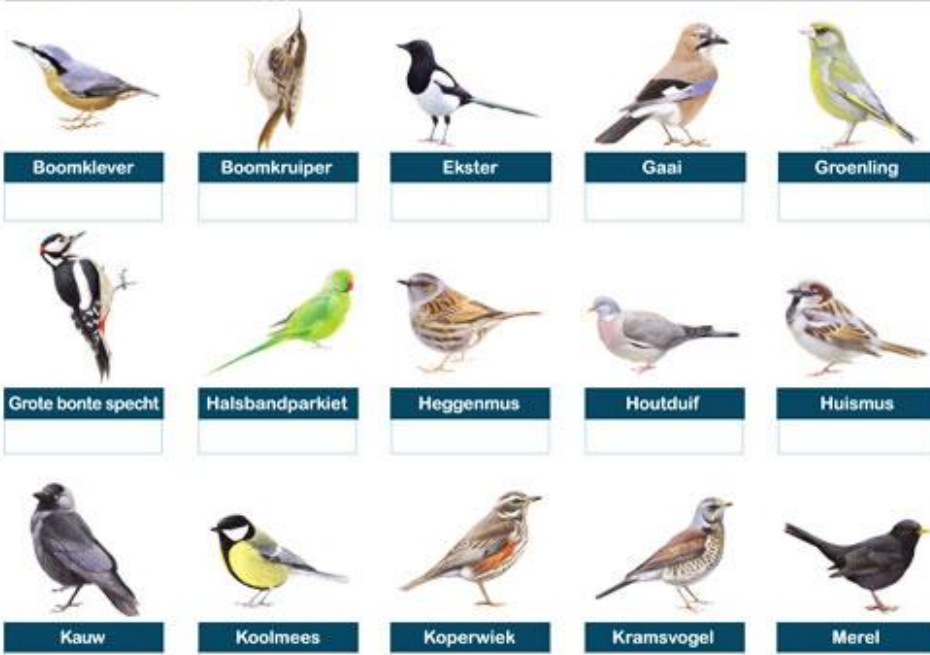 Boomklever
Boomkruiper
Ekster
Gaai
Groenling
Grote bonte specht
Halsbandparkiet
Heggenmus
Houtduif
Huismus
Kauw
Koolmees
Koperwiek
Kramsvogel
Merel